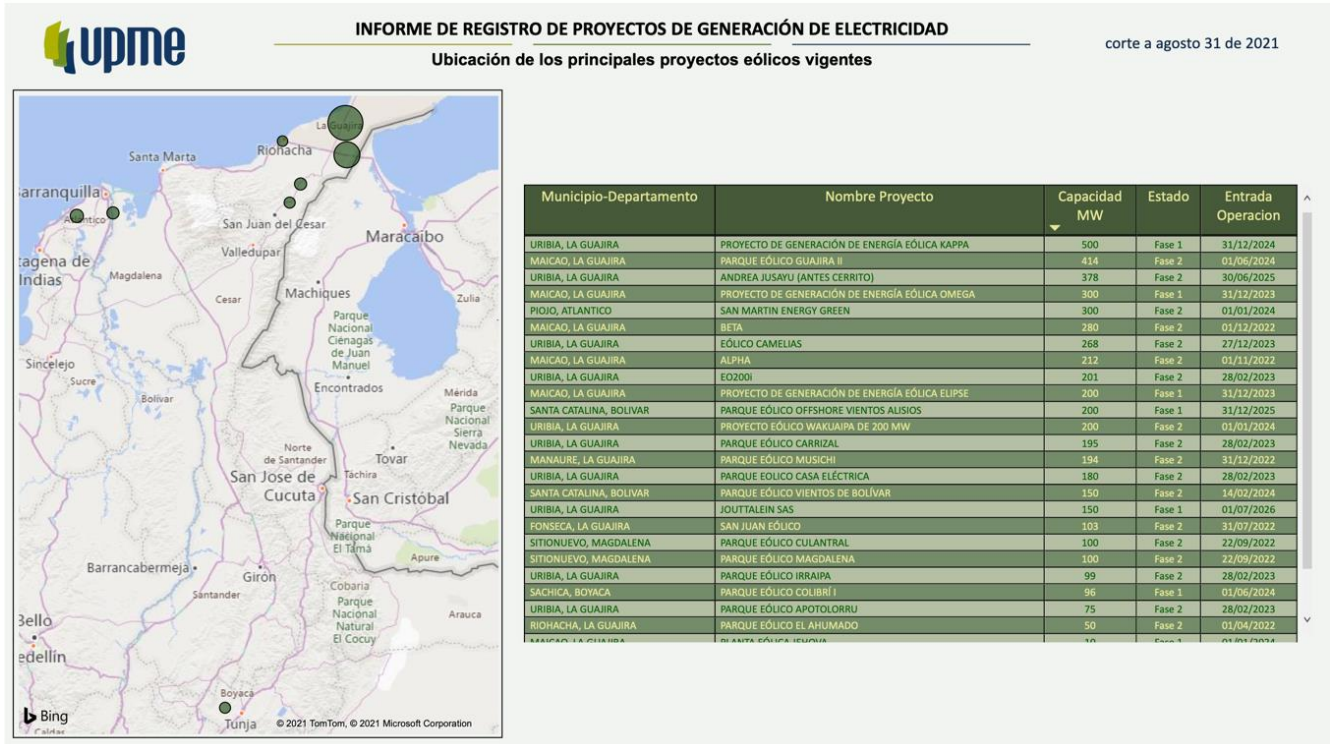 upme
INFORME DE REGISTRO DE PROYECTOS DE GENERACIÓN DE ELECTRICIDAD
Ubicación de los principales proyectos eólicos vigentes
corte a agosto 31 de 2021
La Guajira
Riohacha
Santa Marta
arranquilla
Atlántico
San Juan del Cesar
Maracaibo
Valledupar
tagena de
Indias
Magdalena
Cesar
Machiques
Zulia
Parque
Nacional
Ciénagas
de Juan
Manuel
Sincelejo
Sucre
Bolívar
Encontrados
Mérida
Parque
Nacional
Sierra
Nevada
Norte
de Santander
Tovar
San Jose de
Cucuta
Táchira
San Cristóbal
Parque
Nacional
El Tamá
Apure
Barrancabermeja
Girón
Santander
Cobaria
Parque
Nacional
Natural
El Cocuy
Arauca
Bello
edellín
Boyacá
Tunja
Bing
Caldas
© 2021 TomTom, © 2021 Microsoft Corporation
Municipio-Departamento Nombre Proyecto Capacidad MW Estado Entrada Operacion
URIBIA, LA GUAJIRA PROYECTO DE GENERACIÓN DE ENERGÍA EÓLICA KAPPA 500 Fase 1 31/12/2024
MAICAO, LA GUAJIRA PARQUE EÓLICO GUAJIRA II 414 Fase 2 01/06/2024
URIBIA, LA GUAJIRA ANDREA JUSAYU (ANTES CERRITO) 378 Fase 2 30/06/2025
MAICAO, LA GUAJIRA PROYECTO DE GENERACIÓN DE ENERGÍA EÓLICA OMEGA 300 Fase 1 31/12/2023
PIOJO, ATLANTICO SAN MARTIN ENERGY GREEN 300 Fase 2 01/01/2024
MAICAO, LA GUAJIRA BETA 280 Fase 2 01/12/2022
URIBIA, LA GUAJIRA EÓLICO CAMELIAS 268 Fase 2 27/12/2023
MAICAO, LA GUAJIRA ALPHA 212 Fase 2 01/11/2022
URIBIA, LA GUAJIRA EO200i 201 Fase 2 28/02/2023
MAICAO, LA GUAJIRA PROYECTO DE GENERACIÓN DE ENERGÍA EÓLICA ELIPSE 200 Fase 1 31/12/2023
SANTA CATALINA, BOLIVAR PARQUE EÓLICO OFFSHORE VIENTOS ALISIOS 200 Fase 1 31/12/2025
URIBIA, LA GUAJIRA PROYECTO EÓLICO WAKUAIPA DE 200 MW 200 Fase 2 01/01/2024
URIBIA, LA GUAJIRA PARQUE EÓLICO CARRIZAL 195 Fase 2 28/02/2023
MANAURE, LA GUAJIRA PARQUE EÓLICO MUSICHI 194 Fase 2 31/12/2022
URIBIA, LA GUAJIRA PARQUE EOLICO CASA ELÉCTRICA 180 Fase 2 28/02/2023
SANTA CATALINA, BOLIVAR PARQUE EÓLICO VIENTOS DE BOLÍVAR 150 Fase 2 14/02/2024
URIBIA, LA GUAJIRA JOUTTALEIN SAS 150 Fase 1 01/07/2026
FONSECA, LA GUAJIRA SAN JUAN EÓLICO 103 Fase 2 31/07/2022
SITIONUEVO, MAGDALENA PARQUE EÓLICO CULANTRAL 100 Fase 2 22/09/2022
SITIONUEVO, MAGDALENA PARQUE EÓLICO MAGDALENA 100 Fase 2 22/09/2022
URIBIA, LA GUAJIRA PARQUE EÓLICO IRRAIPA 99 Fase 2 28/02/2023
SACHICA, BOYACA PARQUE EÓLICO COLIBRÍ I 96 Fase 1 01/06/2024
URIBIA, LA GUAJIRA PARQUE EÓLICO APOTOLORRU 75 Fase 2 28/02/2023
RIOHACHA, LA GUAJIRA PARQUE EÓLICO EL AHUMADO 50 Fase 2 01/04/2022
MAICAO, LA GUAJIRA PLANTA EÓLICA JEHOVA 10 Fase 1 01/01/2024